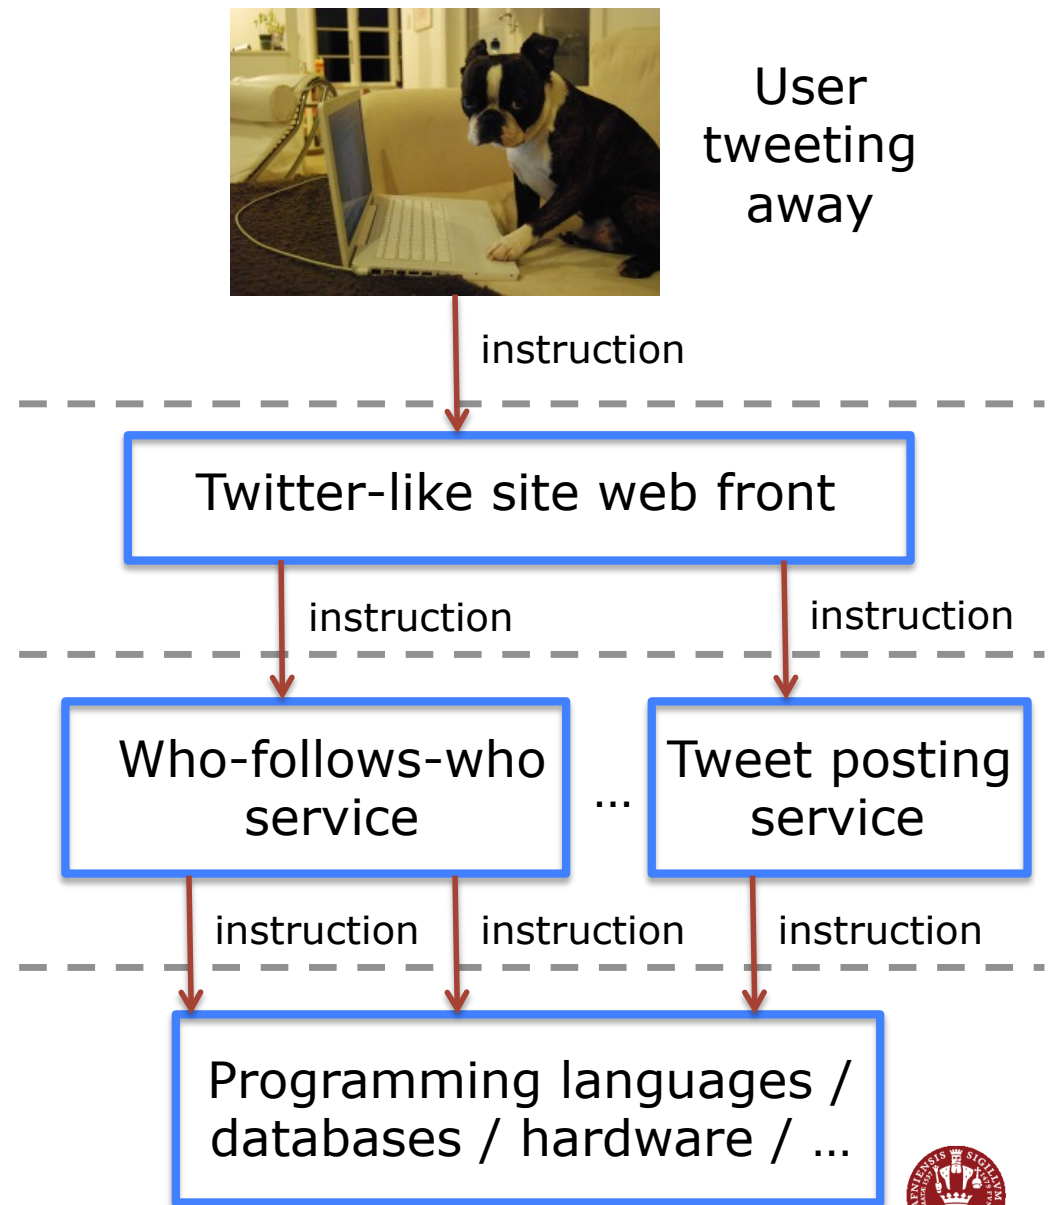 User
tweeting
away
instruction
Twitter-like site web front
instruction
instruction
Who-follows-who
service
...
Tweet posting
service
instruction
instruction
instruction
Programming languages /
databases / hardware / ...
SIGILLVM